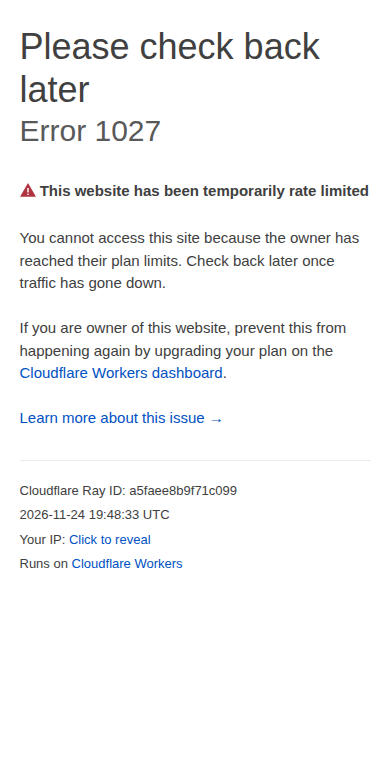 Please check back
later
Error 1027
This website has been temporarily rate limited
You cannot access this site because the owner has
reached their plan limits. Check back later once
traffic has gone down.
If you are owner of this website, prevent this from
happening again by upgrading your plan on the
Cloudflare Workers dashboard.
Learn more about this issue →
Cloudflare Ray ID: a5faee8b9f71c099
2026-11-24 19:48:33 UTC
Your IP: Click to reveal
Runs on Cloudflare Workers